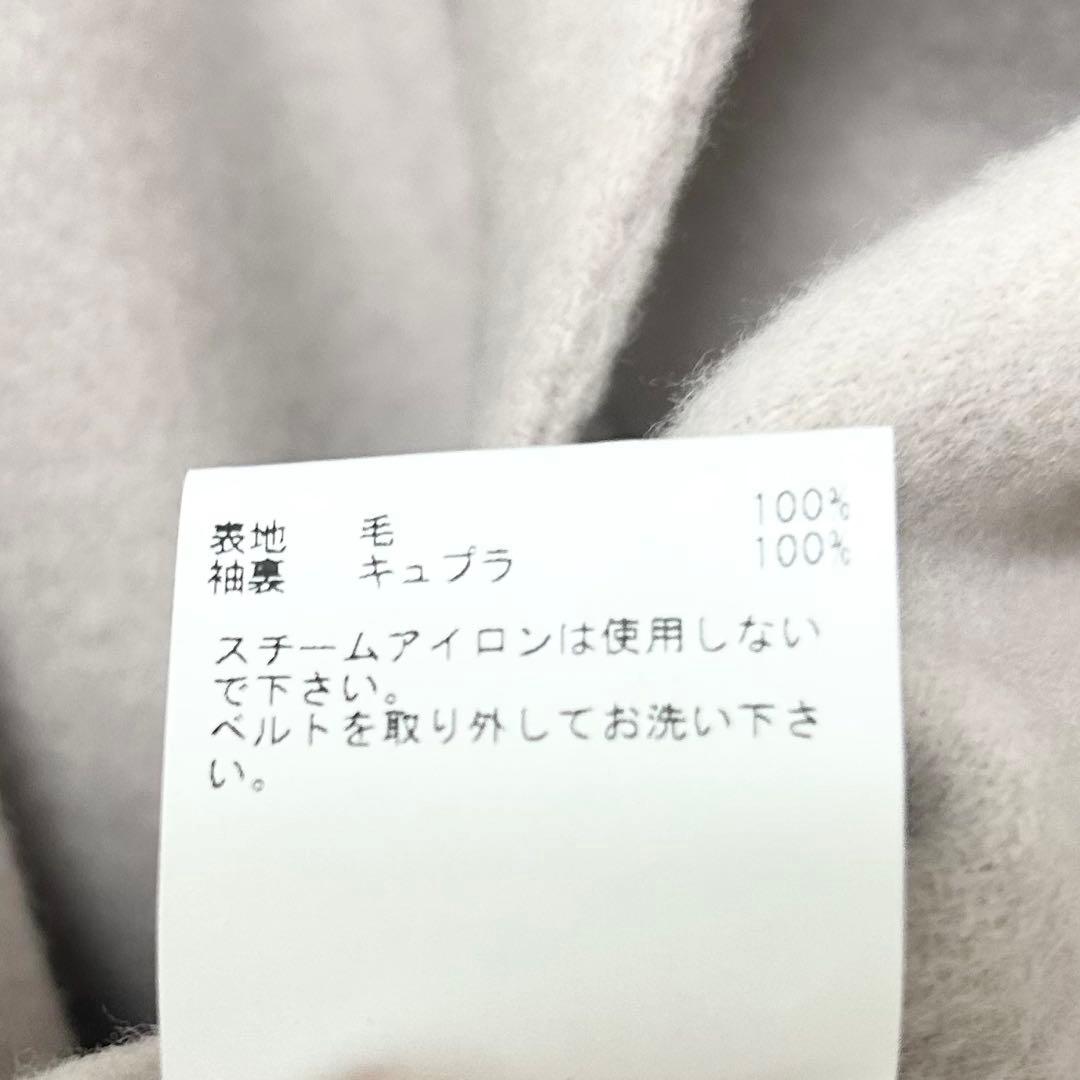 表地 毛 100%
袖裏 キュプラ 100%
スチームアイロンは使用しない
で下さい。
ベルトを取り外してお洗い下さ
い。